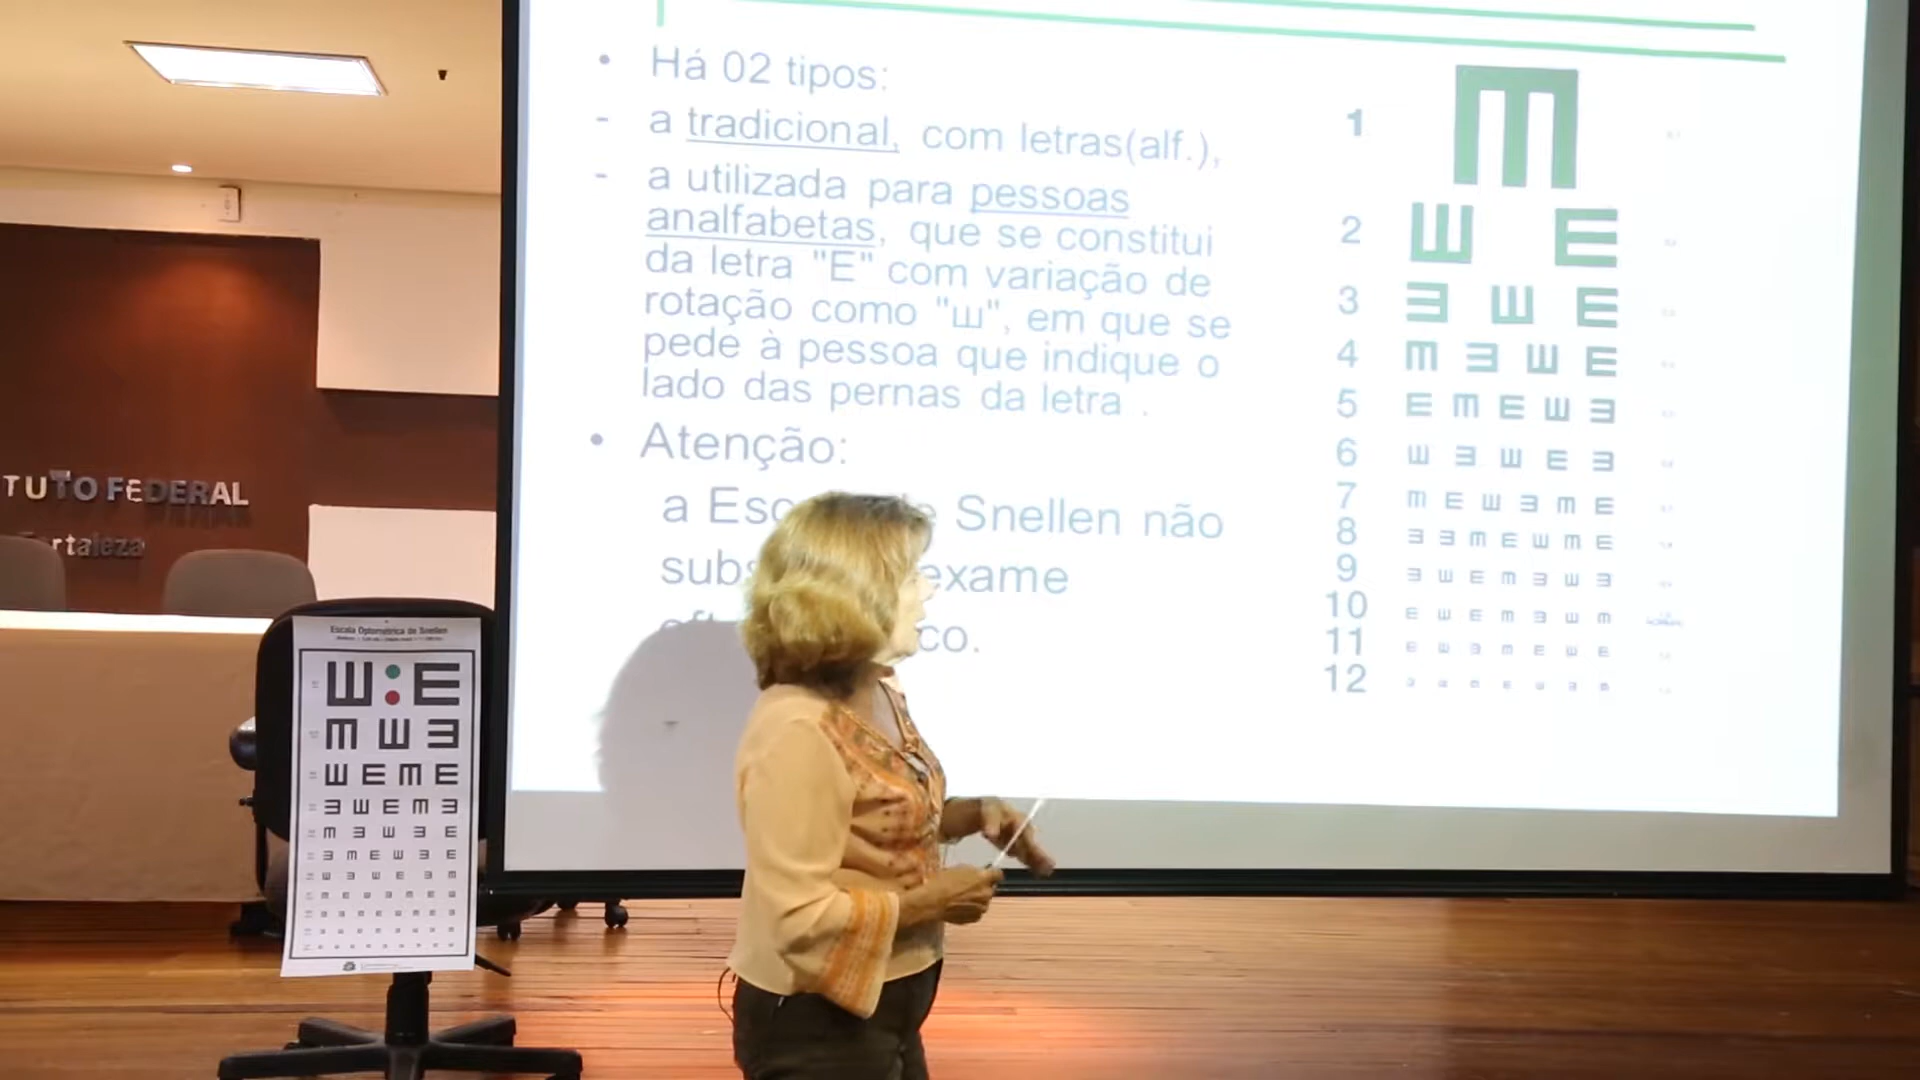 • Há 02 tipos:
- a tradicional, com letras(alf.),
- a utilizada para pessoas
analfabetas, que se constitui
da letra "E" com variação de
rotação como "ш", em que se
pede à pessoa que indique o
lado das pernas da letra .
• Atenção:
a Snellen não
exame
1
2
3
4
5
6
7
8
9
10
11
12
TUTO FEDERAL
Fortaleza
Escala Optométrica de Snellen